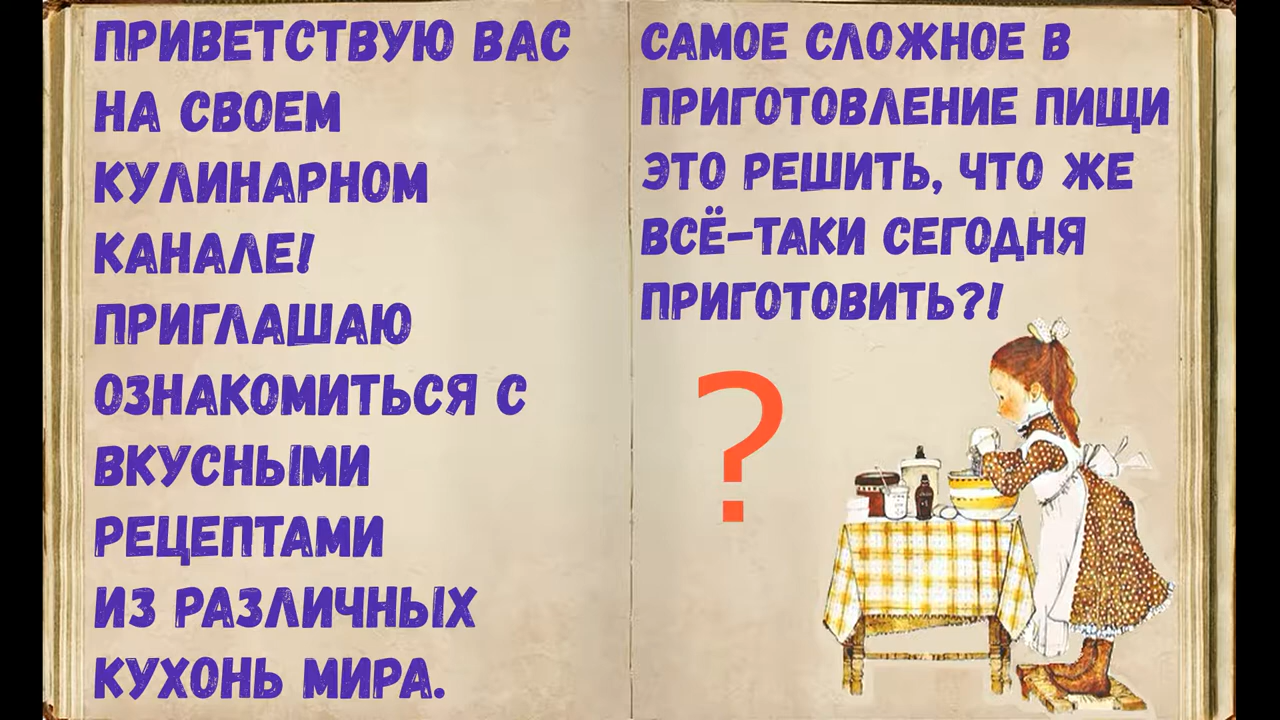 ПРИВЕТСТВУЮ ВАС
НА СВОЕМ
КУЛИНАРНОМ
КАНАЛЕ!
ПРИГЛАШАЮ
ОЗНАКОМИТЬСЯ С
ВКУСНЫМИ
РЕЦЕПТАМИ
ИЗ РАЗЛИЧНЫХ
КУХОНЬ МИРА.
САМОЕ СЛОЖНОЕ В
ПРИГОТОВЛЕНИЕ ПИЩИ
ЭТО РЕШИТЬ, ЧТО ЖЕ
ВСЁ-ТАКИ СЕГОДНЯ
ПРИГОТОВИТЬ?!
?